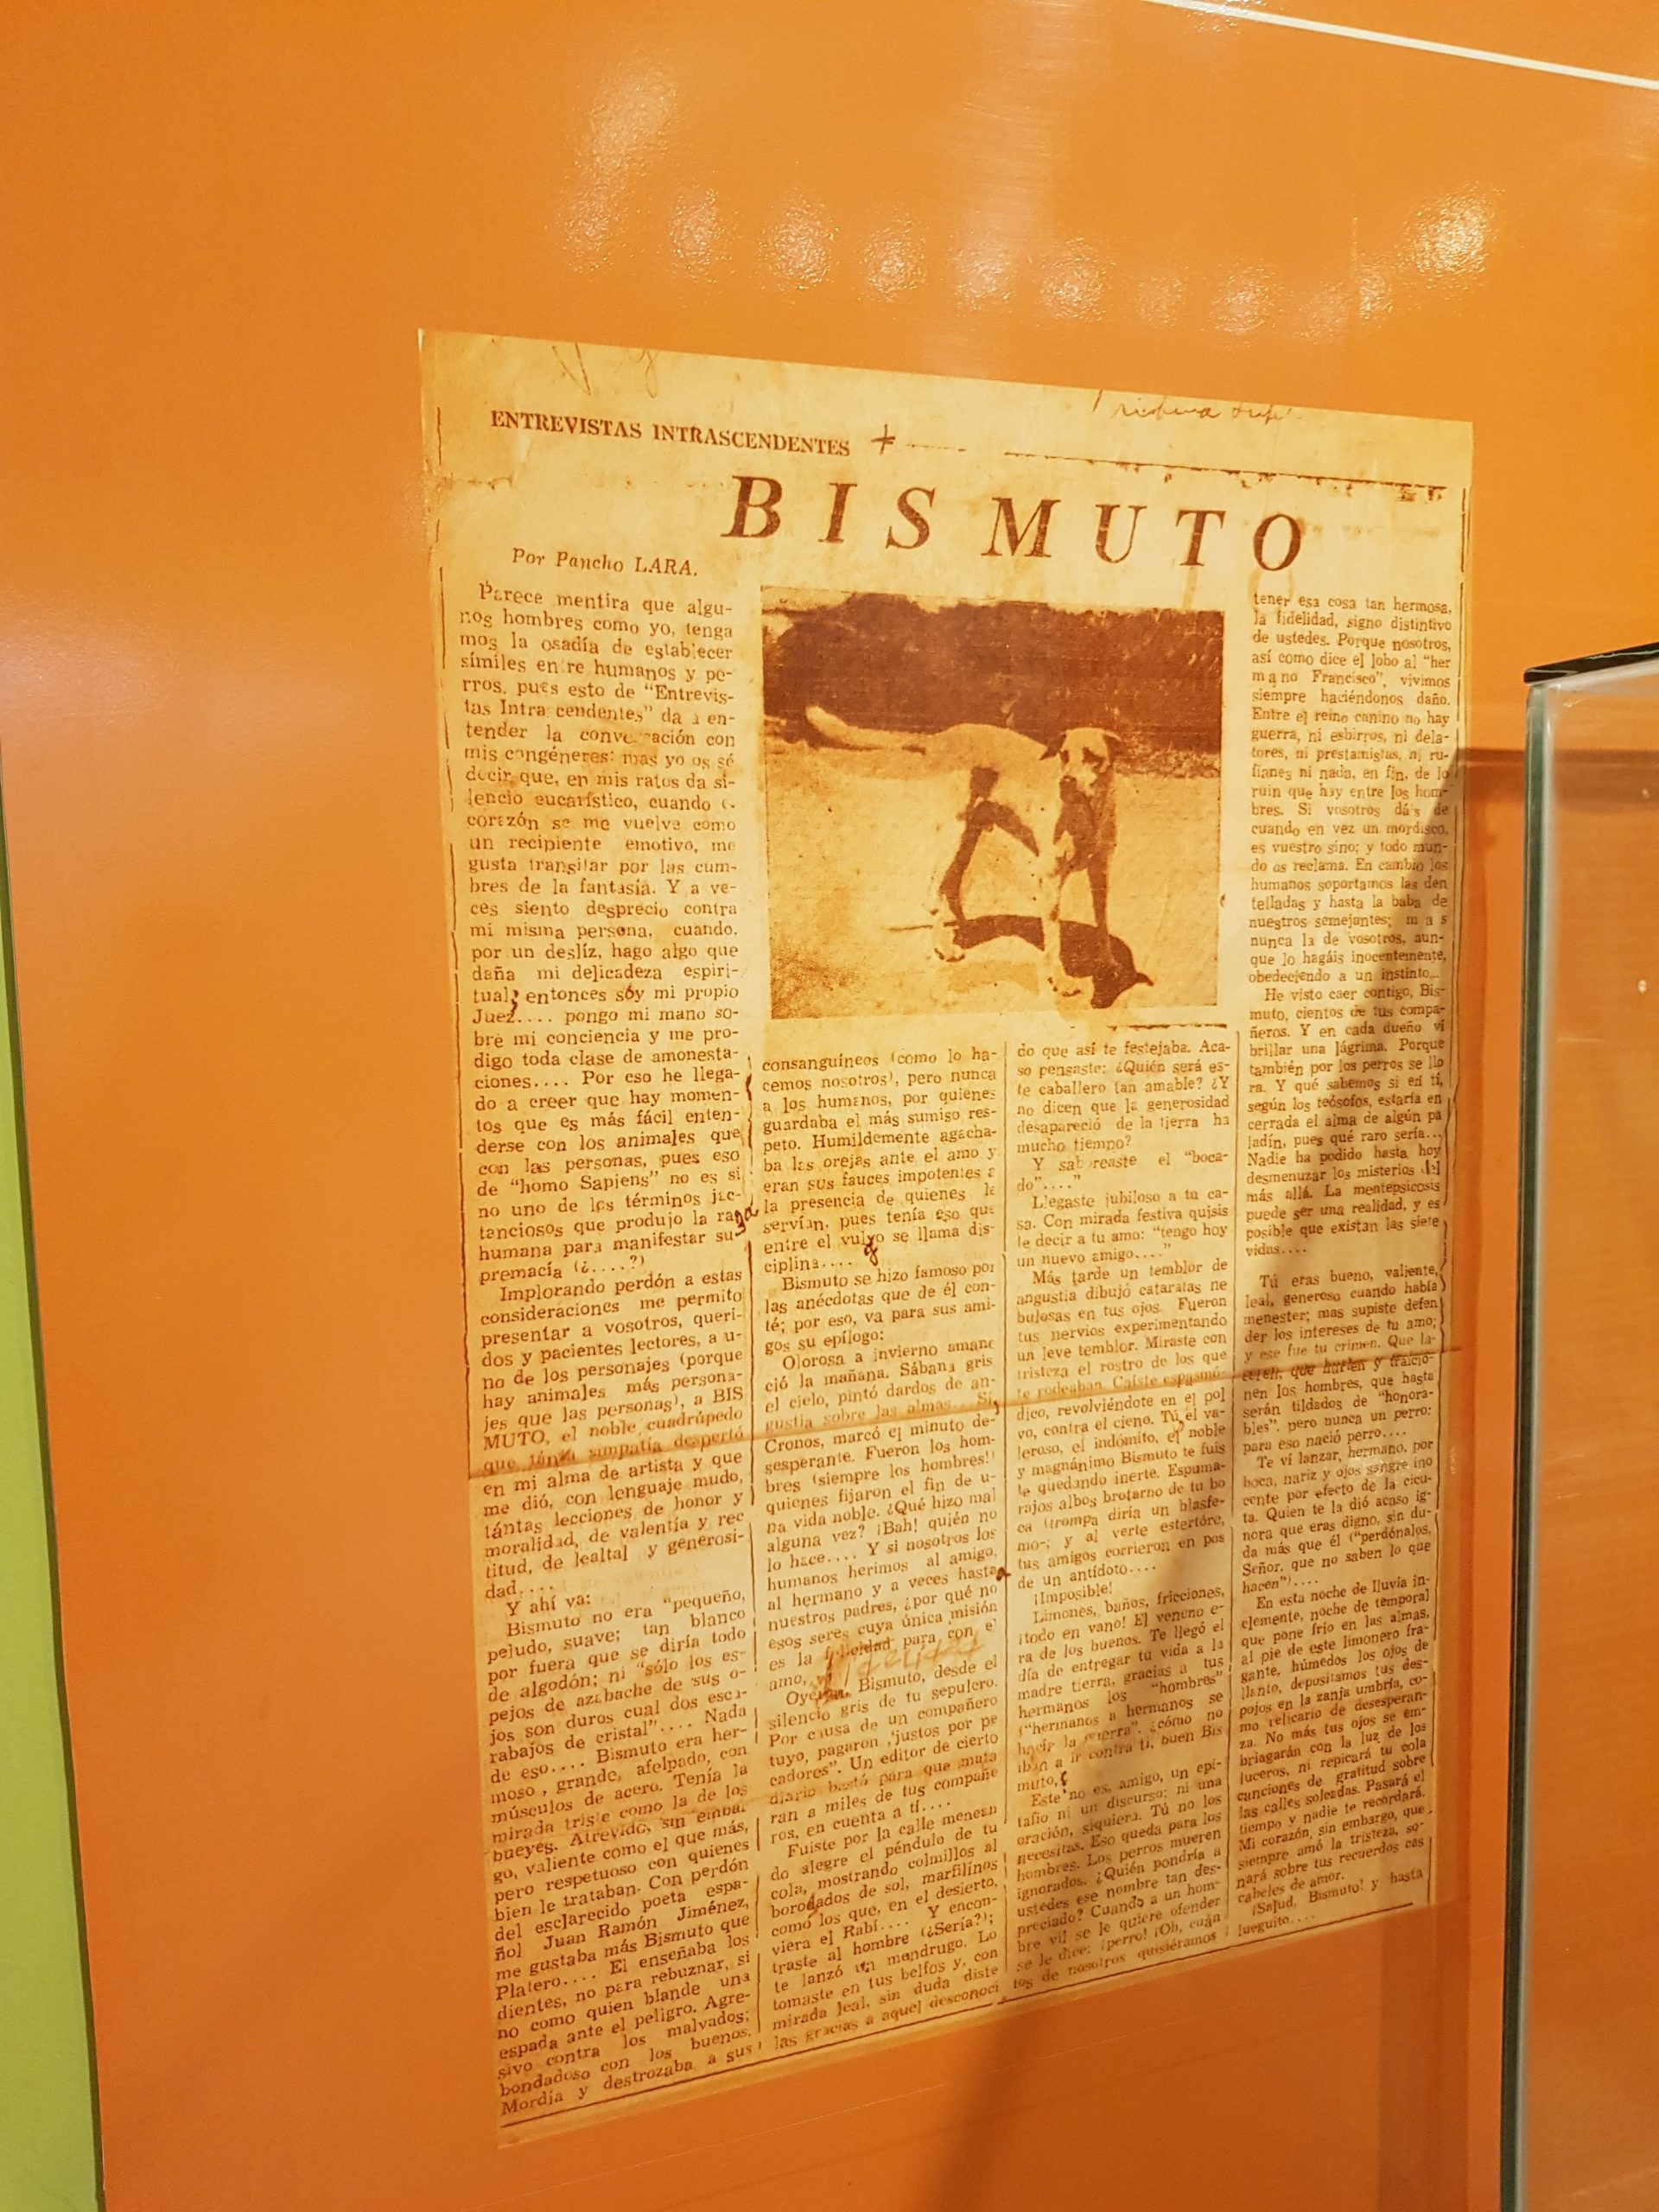 ENTREVISTAS INTRASCENDENTES
BISMUTO
Por Pancho LARA.
Parece mentira que algu-
nos hombres como yo, tenga
mos la osadía de establecer
símiles entre humanos y pe-
rros, pues esto de "Entrevis-
tas Intrascendentes" da a en-
tender la conversación con
mis congéneres: mas yo os sé
decir que, en mis ratos da si-
lencio eucarístico, cuando
corazón se me vuelve como
un recipiente emotivo, me
gusta transitar por las cum-
bres de la fantasía. Y a ve-
ces siento desprecio contra
mi misma persona, cuando,
por un deslíz, hago algo que
daña mi delicadeza espiri-
tual; entonces soy mi propio
Juez.... pongo mi mano so-
bre mi conciencia y me pro-
digo toda clase de amonesta-
ciones.... Por eso he llega-
do a creer que hay momen-
tos que es más fácil enten-
derse con los animales que
con las personas, pues eso
de "homo Sapiens" no es si
no uno de los términos jac-
tanciosos que produjo la raza
humana para manifestar su
premacía (¿....?)
Implorando perdón a estas
consideraciones me permito
presentar a vosotros, queri-
dos y pacientes lectores, a u-
no de los personajes (porque
hay animales más persona-
jes que las personas), a BIS
MUTO, el noble cuadrúpedo
que tánta simpatía despertó
en mi alma de artista y que
me dió, con lenguaje mudo,
tántas lecciones de honor y
moralidad, de valentía y rec
titud, de lealtad y generosi-
dad....
Y ahí va:
Bismuto no era "pequeño,
peludo, suave; tan blanco
por fuera que se diría todo
de algodón; ni "sólo los es-
pejos de azabache de sus o-
jos son duros cual dos esca-
rabajos de cristal".... Nada
de eso.... Bismuto era her-
moso, grande, afelpado, con
músculos de acero. Tenía la
mirada triste como la de los
bueyes. Atrevido, sin embar
go, valiente como el que más,
pero respetuoso con quienes
bien le trataban. Con perdón
del esclarecido poeta espa-
ñol Juan Ramón Jiménez,
me gustaba más Bismuto que
Platero.... El enseñaba los
dientes, no para rebuznar, si
no como quien blande una
espada ante el peligro. Agre-
sivo contra los malvados;
bondadoso con los buenos.
Mordía y destrozaba a sus
consanguíneos (como lo ha-
cemos nosotros), pero nunca
a los humanos, por quienes
guardaba el más sumiso res-
peto. Humildemente agacha-
ba las orejas ante el amo y
eran sus fauces impotentes a
la presencia de quienes le
servían, pues tenía eso que
entre el vulgo se llama dis-
ciplina....
Bismuto se hizo famoso por
las anécdotas que de él con-
té; por eso, va para sus ami-
gos su epílogo:
Olorosa a invierno amane
ció la mañana. Sábana gris
el cielo, pintó dardos de an-
gustia sobre las almas... Sí,
Cronos, marcó el minuto de-
sesperante. Fueron los hom-
bres (siempre los hombres!)
quienes fijaron el fin de u-
na vida noble. ¿Qué hizo mal
alguna vez? ¡Bah! quién no
lo hace.... Y si nosotros los
humanos herimos al amigo,
al hermano y a veces hasta a
nuestros padres, ¿por qué no
esos seres cuya única misión
es la felicidad para con el
amo,
Oye, Bismuto, desde el
silencio gris de tu sepulcro.
Por causa de un compañero
tuyo, pagaron "justos por pe
cadores". Un editor de cierto
diario bastó para que mata
ran a miles de tus compañe
ros, en cuenta a tí....
Fuiste por la calle menean
do alegre el péndulo de tu
cola, mostrando colmillos al
borodados de sol, marfilinos
como los que, en el desierto,
viera el Rabí.... Y encon-
traste al hombre (¿Sería?);
te lanzó un mendrugo. Lo
tomaste en tus belfos y, con
mirada leal, sin duda diste
las gracias a aquel desconoci
do que así te festejaba. Aca-
so pensaste: ¿Quién será es-
te caballero tan amable? ¿Y
no dicen que la generosidad
desapareció de la tierra ha
mucho tiempo?
Y saboreaste el "boca-
do"...."
Llegaste jubiloso a tu ca-
sa. Con mirada festiva quisis
te decir a tu amo: "tengo hoy
un nuevo amigo...."
Más tarde un temblor de
angustia dibujó cataratas ne
bulosas en tus ojos. Fueron
tus nervios experimentando
un leve temblor. Miraste con
tristeza el rostro de los que
te rodeaban. Caíste espasmó-
dico, revolviéndote en el pol
vo, contra el cieno. Tú, el va-
leroso, el indómito, el noble
y magnánimo Bismuto te fuis
te quedando inerte. Espuma-
rajos albos brotarno de tu bo
ca (trompa diría un blasfe-
mo-; y al verte estertóre,
tus amigos corrieron en pos
de un antídoto....
¡Imposible!
Limones, baños, fricciones,
¡todo en vano! El veneno e-
ra de los buenos. Te llegó el
día de entregar tu vida a la
madre tierra, gracias a tus
hermanos los "hombres"
("hermanos a hermanos se
hacía la guerra", ¿cómo no
iban a ir contra tí, buen Bis
muto,
Este no es, amigo, un epi-
tafio ni un discurso; ni una
oración, siquiera. Tú no los
necesitas. Eso queda para los
hombres. Los perros mueren
ignorados. ¿Quién pondría a
ustedes ese nombre tan des-
preciado? Cuando a un hom-
bre vil se le quiere ofender
se le dice: ¡perro! ¡Oh, cuán
tos de nosotros quisiéramos
tener esa cosa tan hermosa,
la fidelidad, signo distintivo
de ustedes. Porque nosotros,
así como dice el lobo al "her
mano Francisco", vivimos
siempre haciéndonos daño.
Entre el reino canino no hay
guerra, ni esbirros, ni dela-
tores, ni prestamistas, ni ru-
fianes ni nada, en fin, de lo
ruin que hay entre los hom-
bres. Si vosotros dáis de
cuando en vez un mordisco,
es vuestro sino; y todo mun-
do os reclama. En cambio los
humanos soportamos las den
telladas y hasta la baba de
nuestros semejantes; mas
nunca la de vosotros, aun-
que lo hagáis inocentemente,
obedeciendo a un instinto...
He visto caer contigo, Bis-
muto, cientos de tus compa-
ñeros. Y en cada dueño ví
brillar una lágrima. Porque
también por los perros se llo
ra. Y qué sabemos si en tí,
según los teósofos, estaría en
cerrada el alma de algún pa
ladín, pues qué raro sería...
Nadie ha podido hasta hoy
desmenuzar los misterios del
más allá. La mentepsicosis
puede ser una realidad, y es
posible que existan las siete
vidas....
Tú eras bueno, valiente,
leal, generoso cuando había
menester; mas supiste defen
der los intereses de tu amo;
y ese fue tu crimen. Que la-
ceren, que hurten y traicio-
nen los hombres, que hasta
serán tildados de "honora-
bles". pero nunca un perro:
para eso nació perro....
Te ví lanzar, hermano, por
boca, nariz y ojos sangre ino
cente por efecto de la cicu-
ta. Quien te la dió acaso ig-
nora que eras digno, sin du-
da más que él ("perdónalos,
Señor, que no saben lo que
hacen")....
En esta noche de lluvia in-
clemente, noche de temporal
que pone frío en las almas,
al pie de este limonero fra-
gante, húmedos los ojos de
llanto, depositamos tus des-
pojos en la zanja umbría, co-
mo relicario de desesperan-
za. No más tus ojos se em-
briagarán con la luz de los
luceros, ni repicará tu cola
canciones de gratitud sobre
las calles soleadas. Pasará el
tiempo y nadie te recordará.
Mi corazón, sin embargo, que
siempre amó la tristeza, so-
nará sobre tus recuerdos cas
cabeles de amor.
¡Salud, Bismuto! y hasta
lueguito....